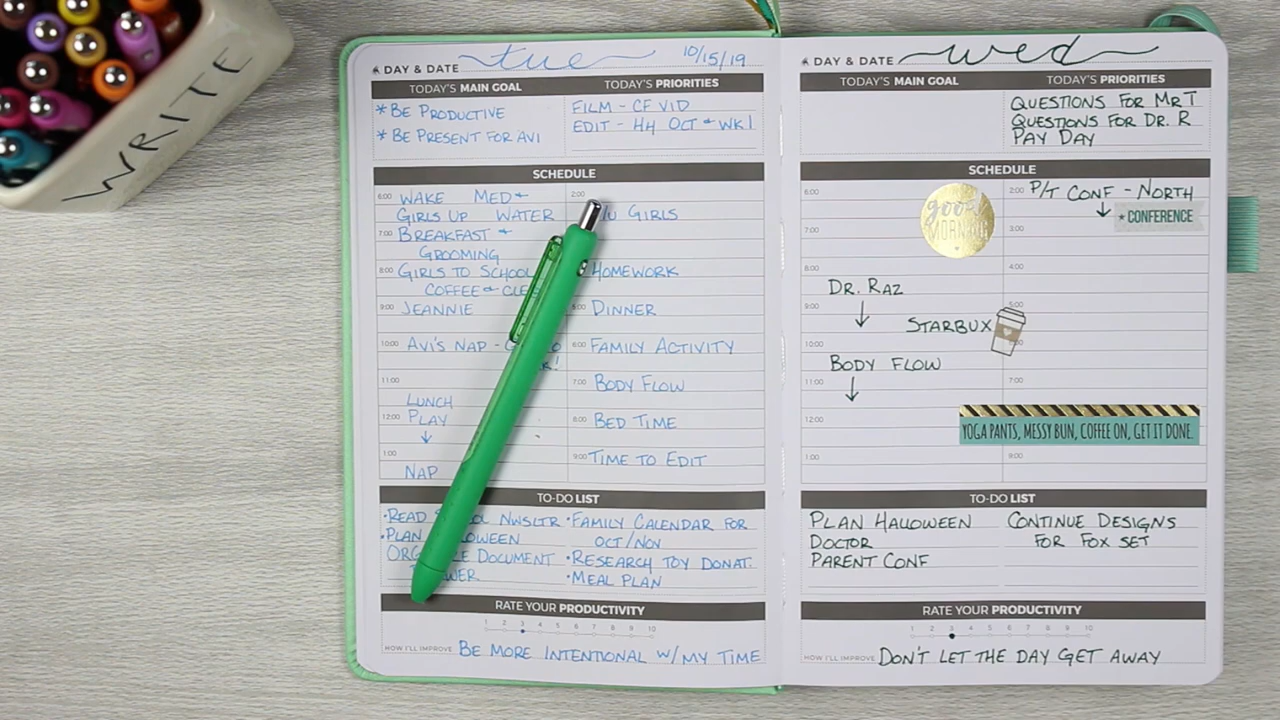 WRITE
DAY & DATE tue 10/15/19
TODAY'S MAIN GOAL
* BE PRODUCTIVE
* BE PRESENT FOR AVI
TODAY'S PRIORITIES
FILM - CF VID
EDIT - HH OCT & WK 1
SCHEDULE
6:00 WAKE MED &
GIRLS UP WATER
7:00 BREAKFAST &
GROOMING
8:00 GIRLS TO SCHOOL
COFFEE &
9:00 JEANNIE
10:00 AVI'S NAP -
11:00
LUNCH
12:00 PLAY
↓
1:00
NAP
2:00
GIRLS
HOMEWORK
5:00 DINNER
6:00 FAMILY ACTIVITY
7:00 BODY FLOW
8:00 BED TIME
9:00 TIME TO EDIT
TO-DO LIST
• READ NWSLTR
• PLAN
DOCUMENT
• FAMILY CALENDAR FOR
OCT/NOV
• RESEARCH TOY DONAT.
• MEAL PLAN
RATE YOUR PRODUCTIVITY
1 2 3 4 5 6 7 8 9 10
HOW I'LL IMPROVE BE MORE INTENTIONAL W/ MY TIME
DAY & DATE wed
TODAY'S MAIN GOAL
TODAY'S PRIORITIES
QUESTIONS FOR MR T
QUESTIONS FOR DR. R
PAY DAY
SCHEDULE
6:00
good
MORNING
7:00
8:00
DR. RAZ
9:00 ↓
STARBUX
10:00
BODY FLOW
11:00 ↓
12:00
1:00
2:00 P/T CONF - NORTH
↓ * CONFERENCE
3:00
4:00
5:00
7:00
YOGA PANTS, MESSY BUN, COFFEE ON, GET IT DONE.
9:00
TO-DO LIST
PLAN HALLOWEEN
DOCTOR
PARENT CONF
CONTINUE DESIGNS
FOR FOX SET
RATE YOUR PRODUCTIVITY
1 2 3 4 5 6 7 8 9 10
HOW I'LL IMPROVE DON'T LET THE DAY GET AWAY